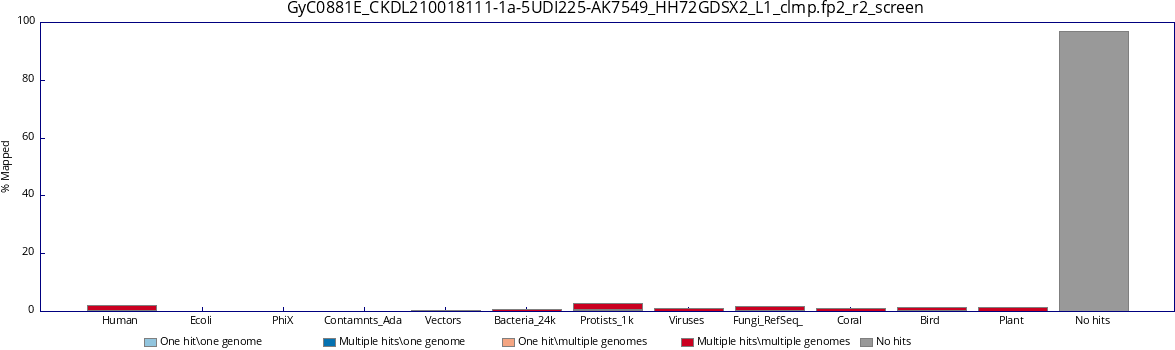 GyC0881E_CKDL210018111-1a-5UDI225-AK7549_HH72GDSX2_L1_clmp.fp2_r2_screen
100
80
60
40
20
0
% Mapped
Human Ecoli PhiX Contamnts_Ada Vectors Bacteria_24k Protists_1k Viruses Fungi_RefSeq_ Coral Bird Plant No hits
One hit\one genome Multiple hits\one genome One hit\multiple genomes Multiple hits\multiple genomes No hits